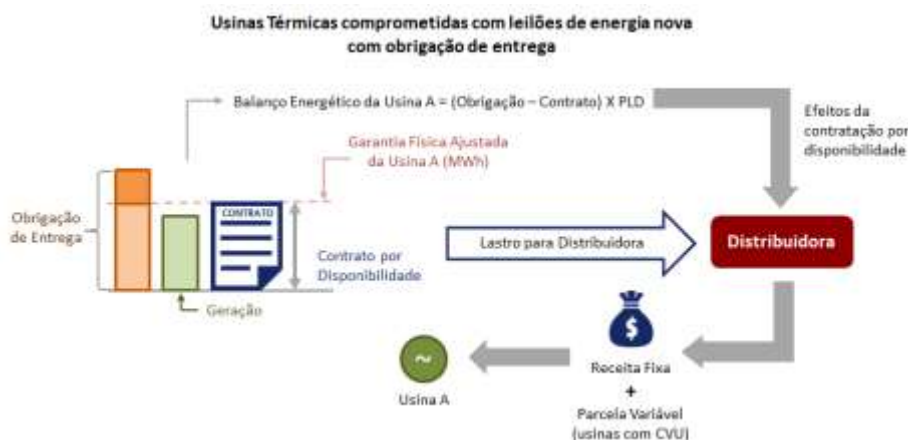 Usinas Térmicas comprometidas com leilões de energia nova
com obrigação de entrega
Balanço Energético da Usina A = (Obrigação – Contrato) X PLD
Efeitos da
contratação por
disponibilidade
Garantia Física Ajustada
da Usina A (MWh)
CONTRATO
Obrigação
de Entrega
Contrato por
Disponibilidade
Lastro para Distribuidora
Distribuidora
Geração
$
~
Usina A
Receita Fixa
+
Parcela Variável
(usinas com CVU)